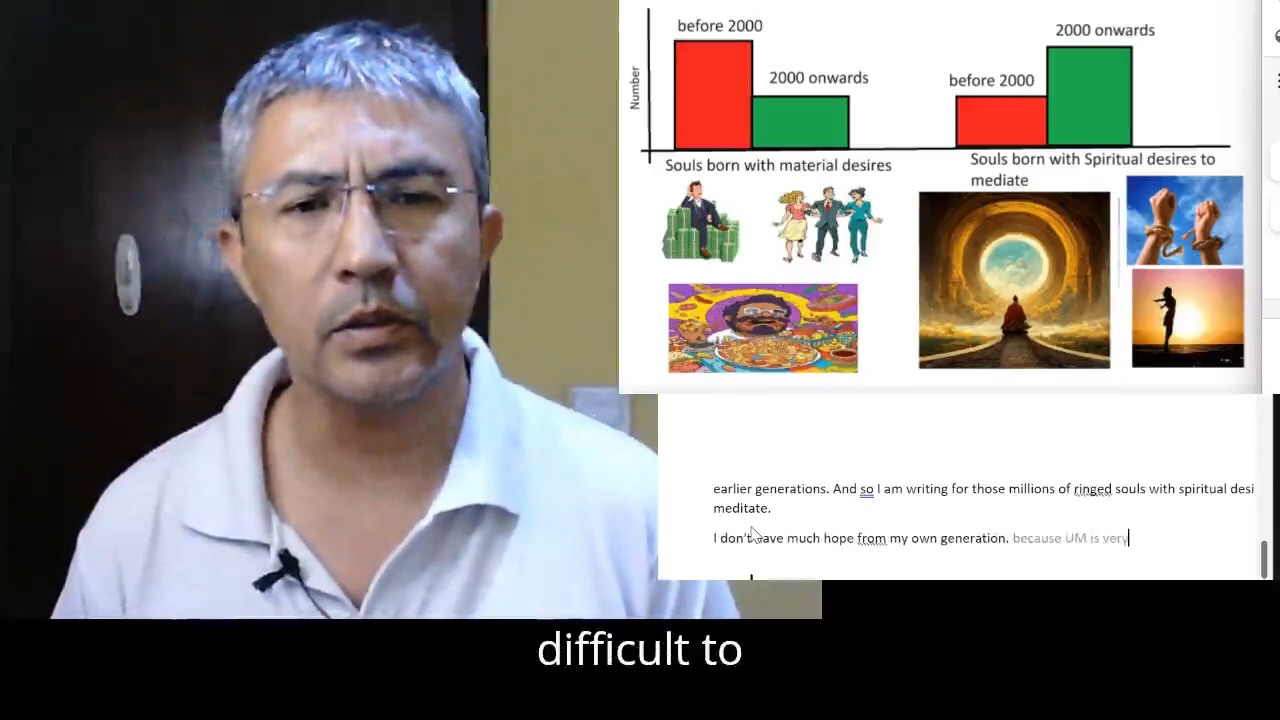 before 2000
2000 onwards
2000 onwards
before 2000
Number
Souls born with material desires
Souls born with Spiritual desires to
mediate
earlier generations. And so I am writing for those millions of ringed souls with spiritual desi
meditate.
I don't have much hope from my own generation. because UM is very
difficult to